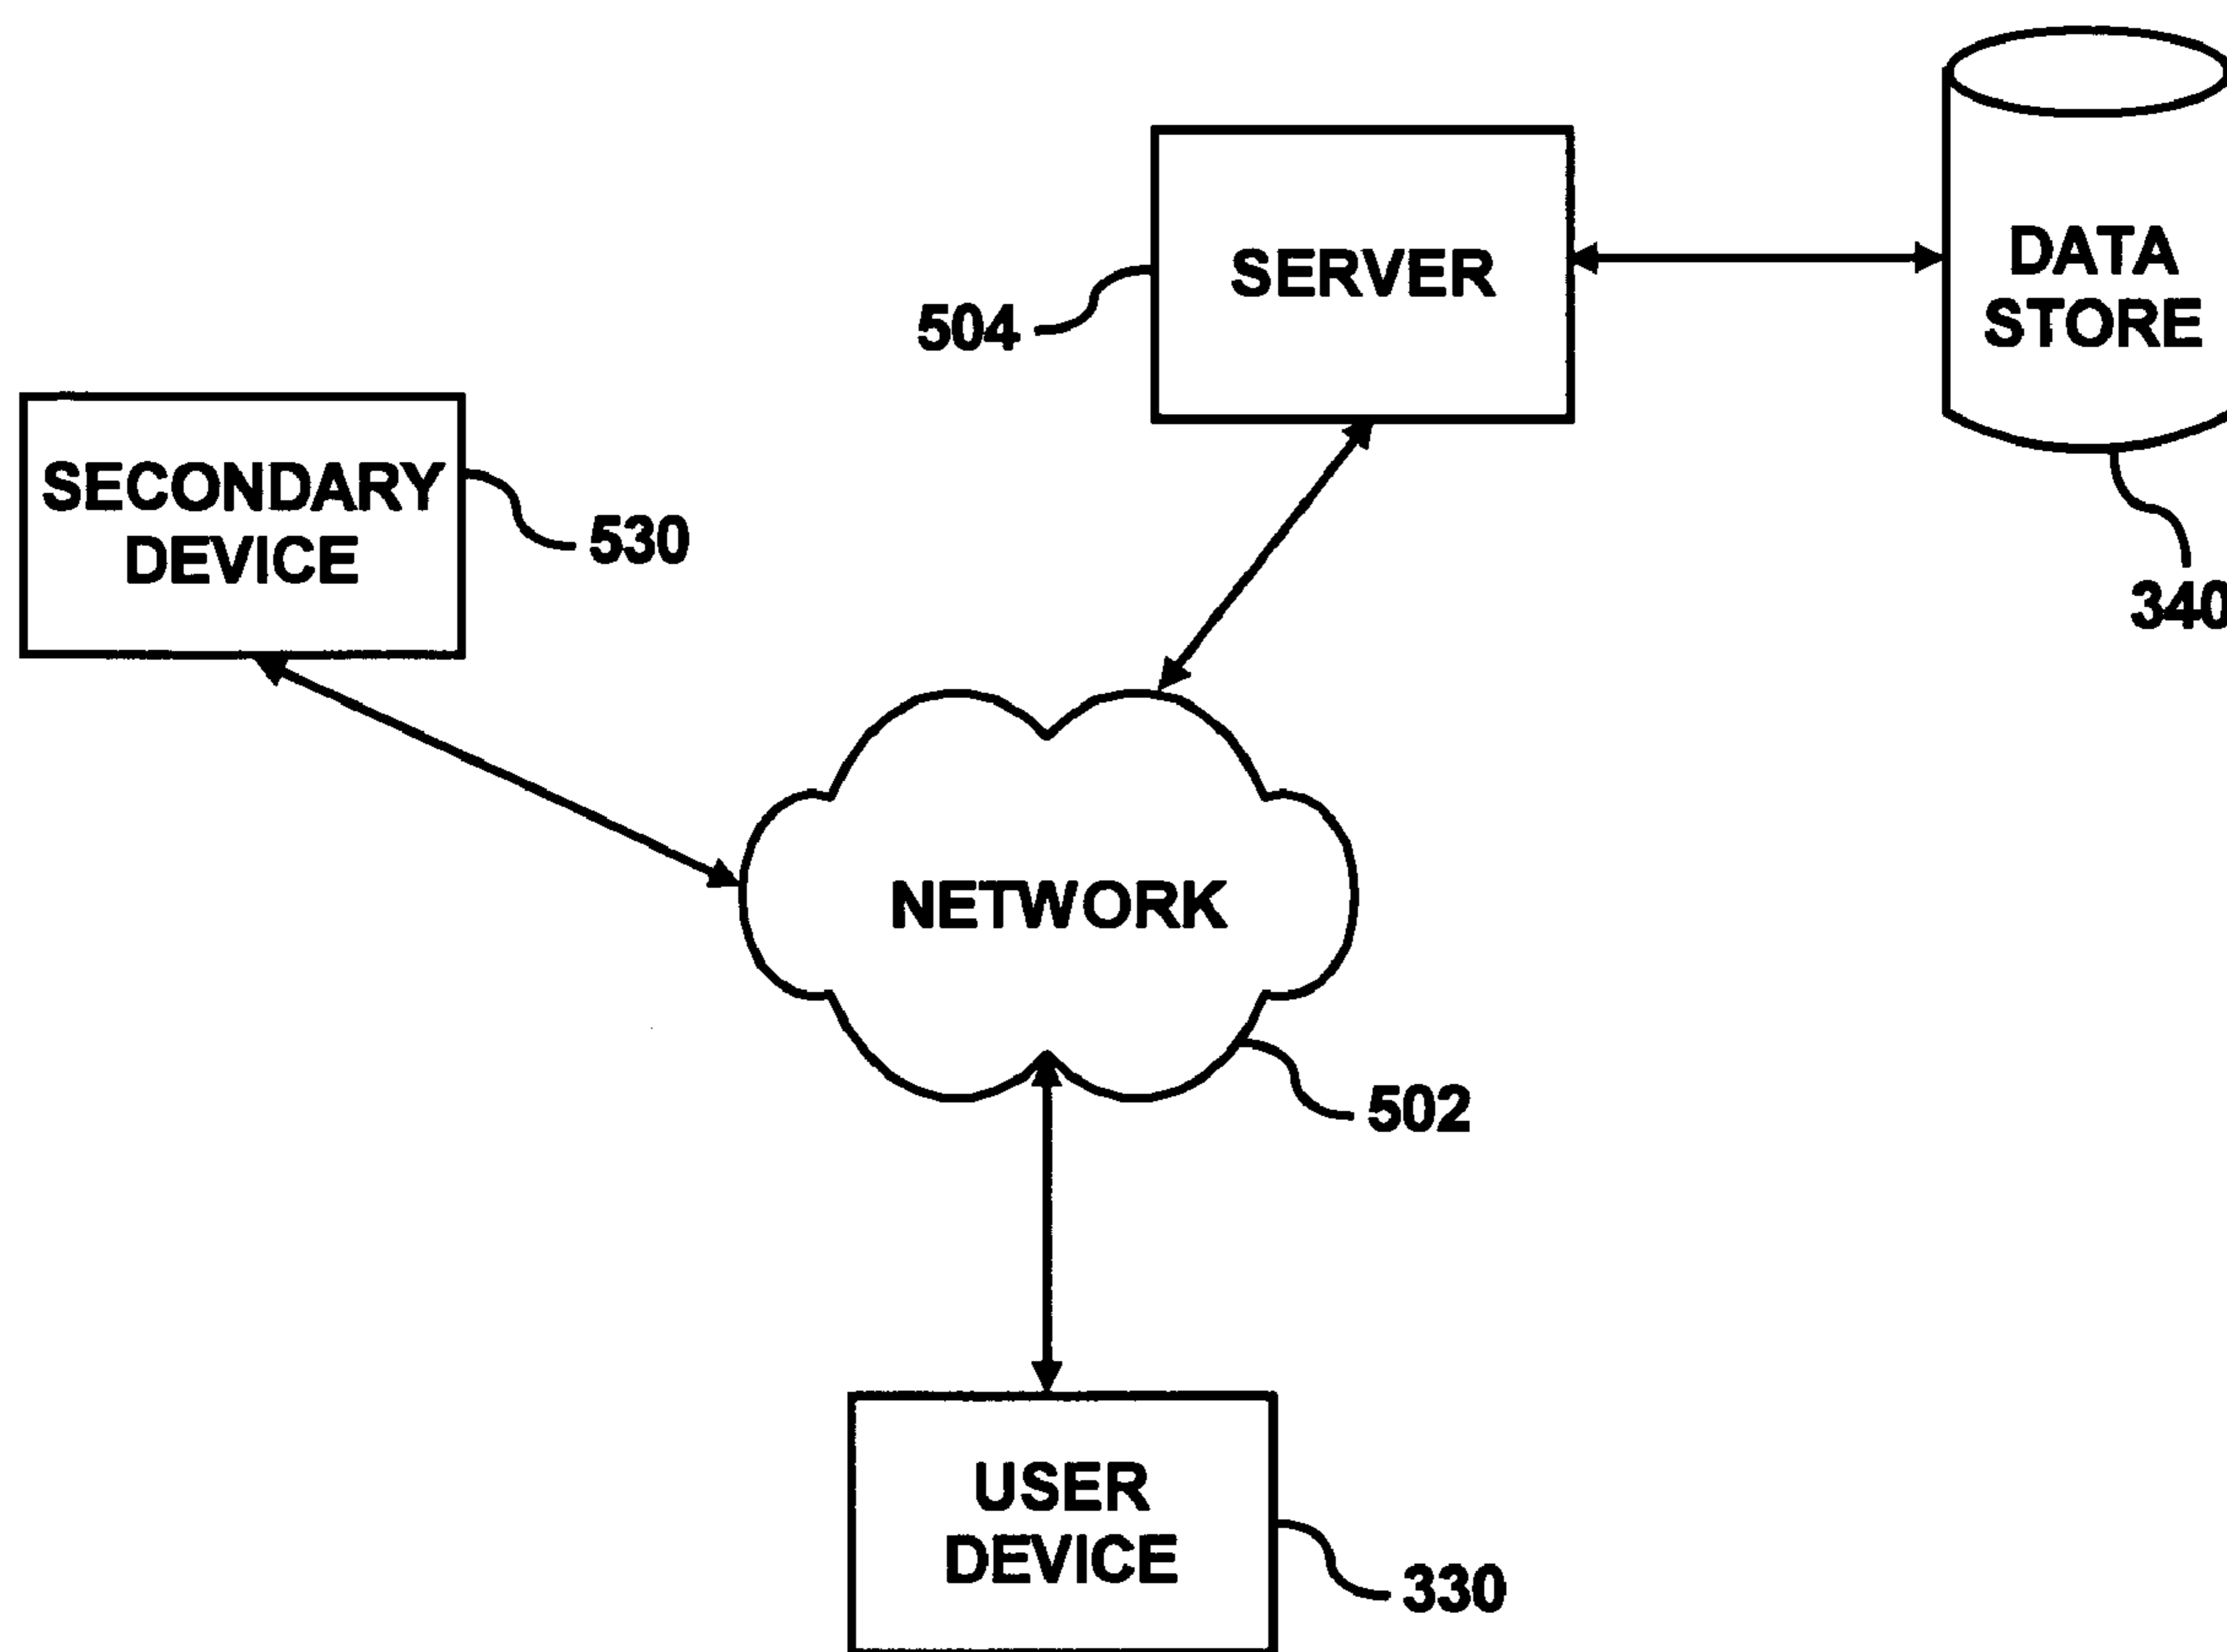 SERVER
504
DATA
STORE
340
SECONDARY
DEVICE
530
NETWORK
502
USER
DEVICE
330